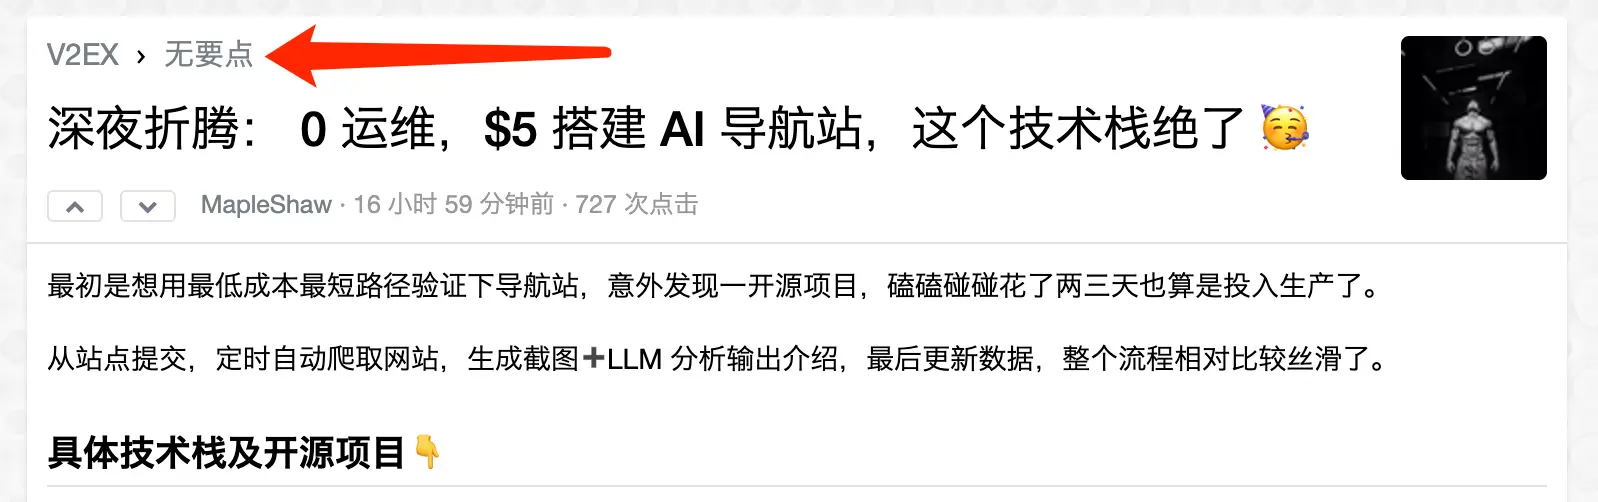 V2EX › 无要点
深夜折腾： 0 运维，$5 搭建 AI 导航站，这个技术栈绝了🥳
MapleShaw · 16 小时 59 分钟前 · 727 次点击
最初是想用最低成本最短路径验证下导航站，意外发现一开源项目，磕磕碰碰花了两三天也算是投入生产了。
从站点提交，定时自动爬取网站，生成截图➕LLM 分析输出介绍，最后更新数据，整个流程相对比较丝滑了。
具体技术栈及开源项目👇